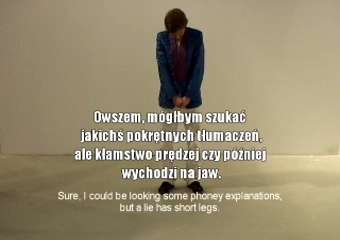 Owszem, mógłbym szukać
jakichś pokrętnych tłumaczeń,
ale kłamstwo prędzej czy później
wychodzi na jaw.
Sure, I could be looking some phoney explanations,
but a lie has short legs.